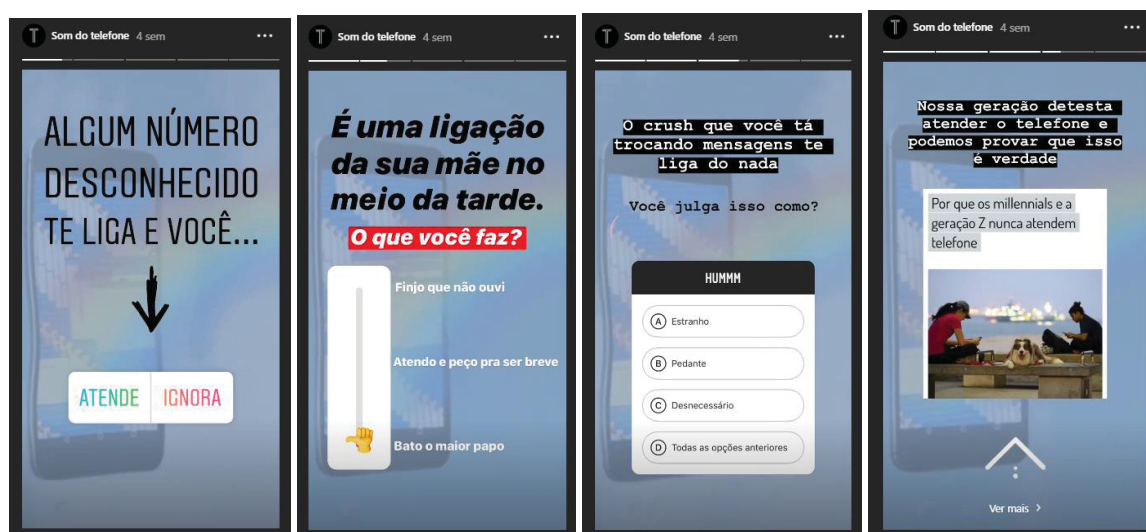 Som do telefone 4 sem
ALGUM NÚMERO
DESCONHECIDO
TE LIGA E VOCÊ...
ATENDE IGNORA
Som do telefone 4 sem
É uma ligação
da sua mãe no
meio da tarde.
O que você faz?
Finjo que não ouvi
Atendo e peço pra ser breve
Bato o maior papo
Som do telefone 4 sem
O crush que você tá
trocando mensagens te
liga do nada
Você julga isso como?
HUMMM
A Estranho
B Pedante
C Desnecessário
D Todas as opções anteriores
Som do telefone 4 sem
Nossa geração detesta
atender o telefone e
podemos provar que isso
é verdade
Por que os millennials e a
geração Z nunca atendem
telefone
Ver mais >